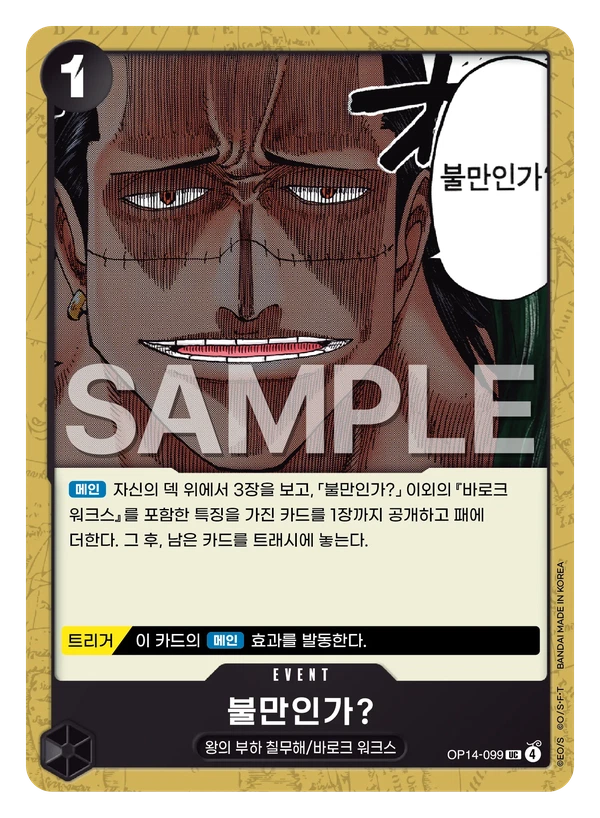 1
불만인가
SAMPLE
메인 자신의 덱 위에서 3장을 보고, 「불만인가?」 이외의 『바로크
워크스』를 포함한 특징을 가진 카드를 1장까지 공개하고 패에
더한다. 그 후, 남은 카드를 트래시에 놓는다.
트리거 이 카드의 메인 효과를 발동한다.
EVENT
불만인가?
왕의 부하 칠무해/바로크 워크스
OP14-099 UC 4
©E.O/S ©O/S·F·T BANDAI MADE IN KOREA